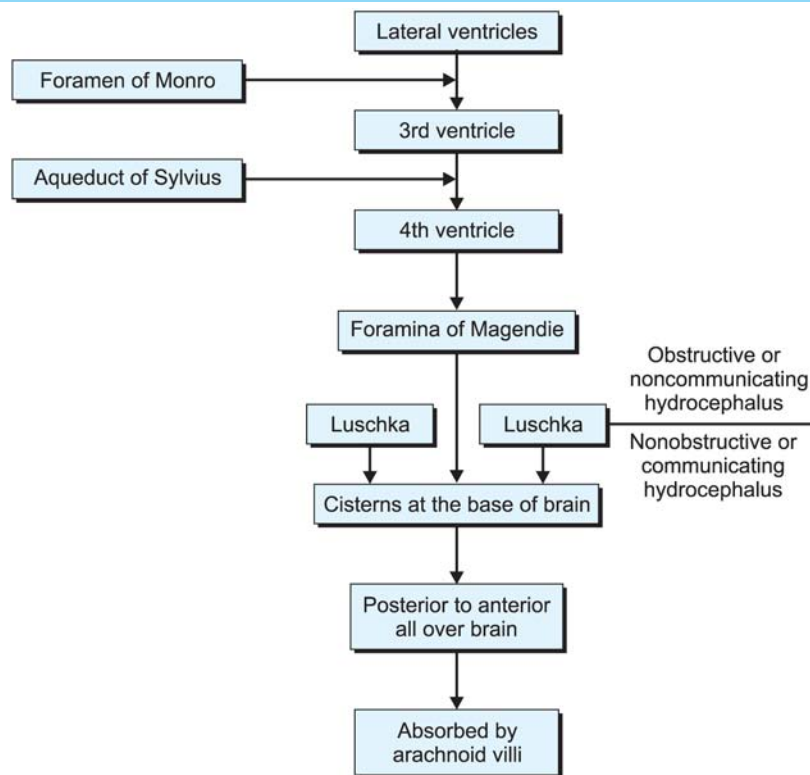 Lateral ventricles
Foramen of Monro
3rd ventricle
Aqueduct of Sylvius
4th ventricle
Foramina of Magendie
Obstructive or
noncommunicating
hydrocephalus
Luschka
Luschka
Nonobstructive or
communicating
hydrocephalus
Cisterns at the base of brain
Posterior to anterior
all over brain
Absorbed by
arachnoid villi